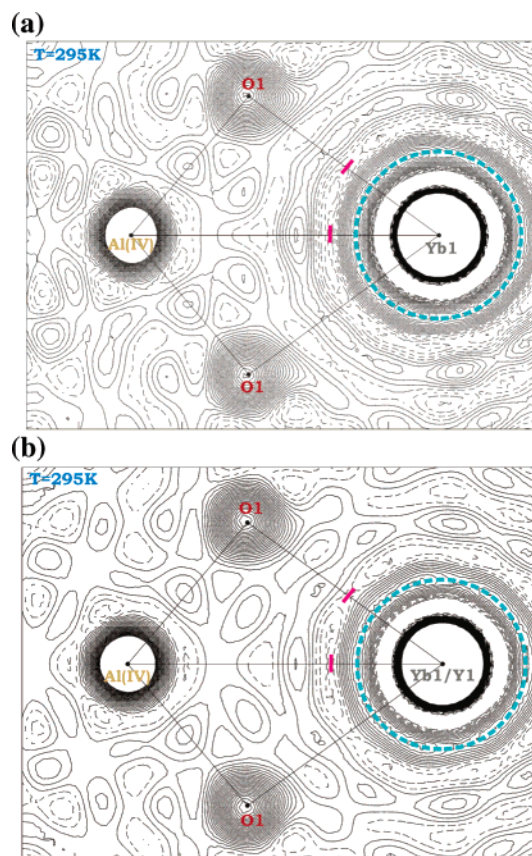 (a)
T=295K
O1
Al(IV)
Yb1
O1
(b)
T=295K
O1
Al(IV)
Yb1/Y1
O1